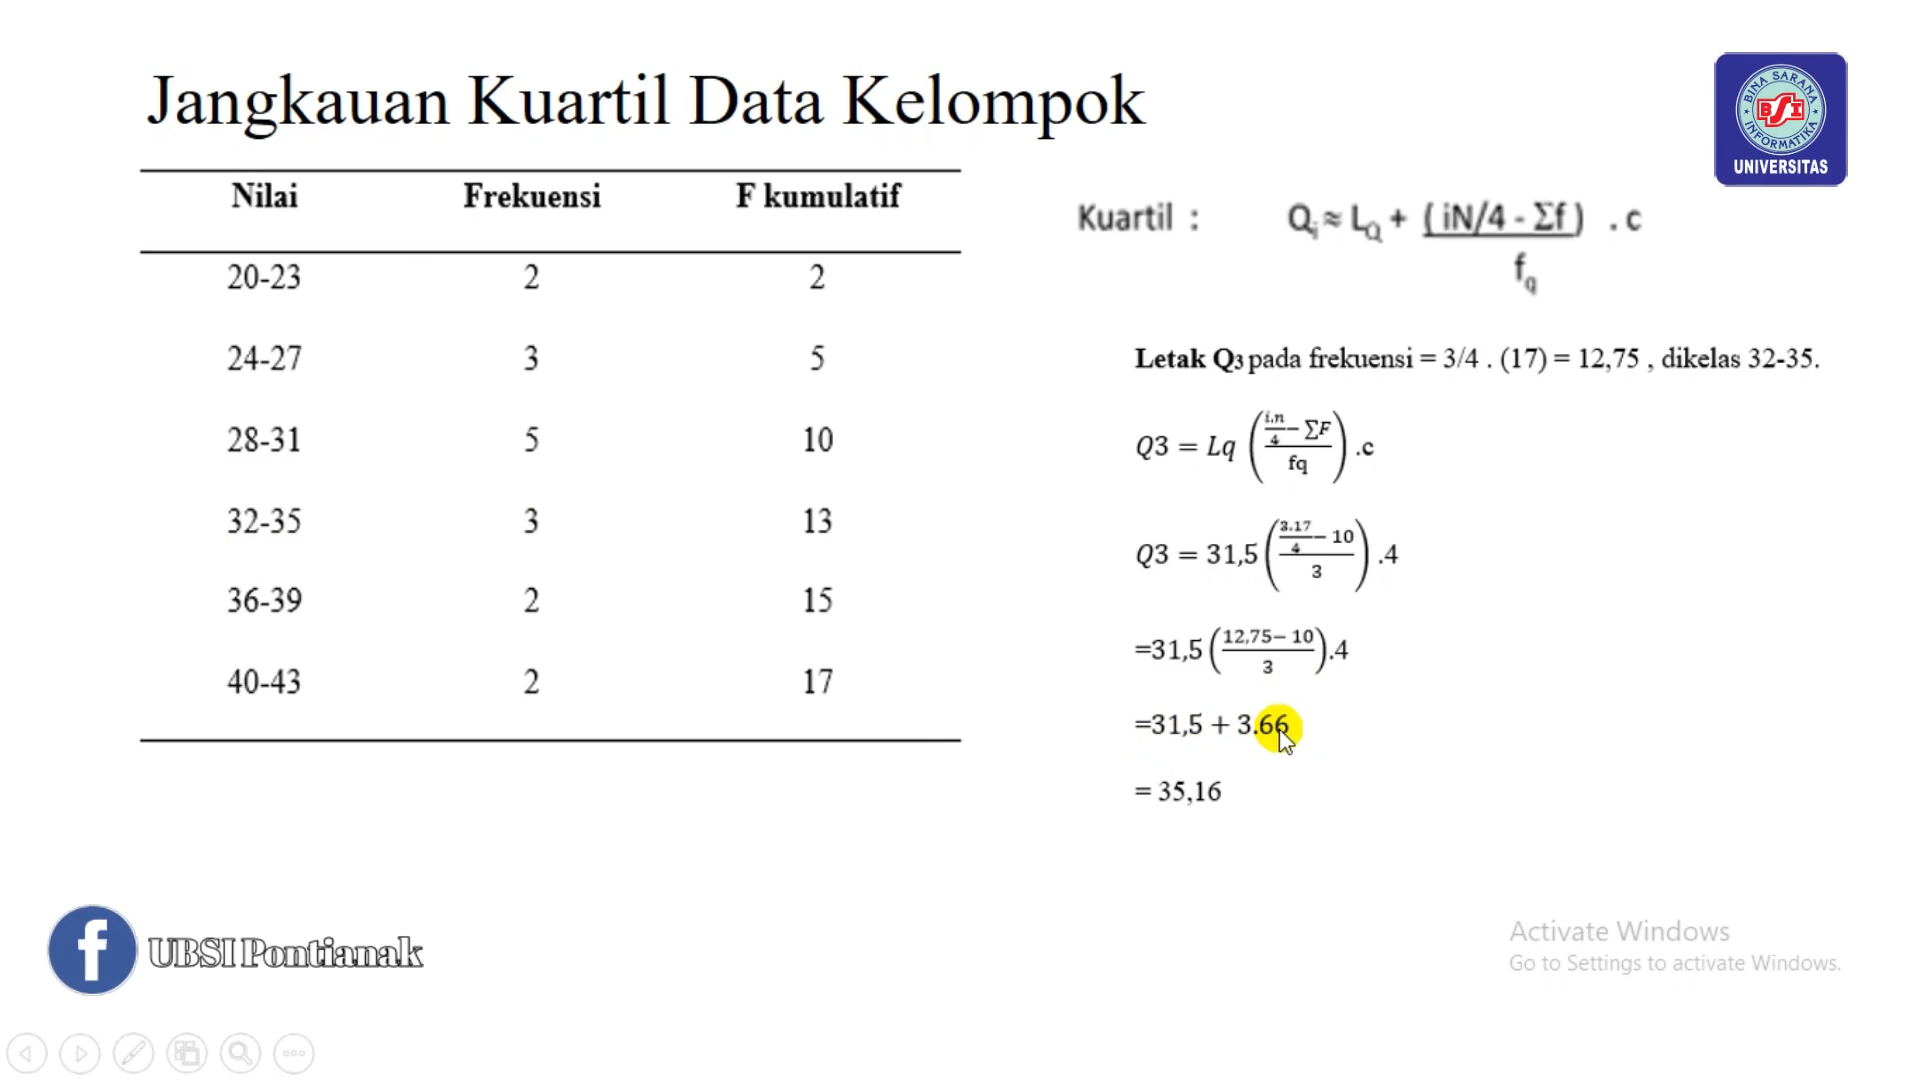 Jangkauan Kuartil Data Kelompok
BINA SARANA
BSI
INFORMATIKA
UNIVERSITAS
Nilai Frekuensi F kumulatif
20-23 2 2
24-27 3 5
28-31 5 10
32-35 3 13
36-39 2 15
40-43 2 17
Kuartil : Qi ≈ LQ + ( iN/4 - Σf ) . c
fq
Letak Q3 pada frekuensi = 3/4 . (17) = 12,75 , dikelas 32-35.
Q3 = Lq ( (i.n/4 − ∑F) / fq ) .c
Q3 = 31,5 ( (3.17/4 − 10) / 3 ) .4
=31,5 ( (12,75− 10) / 3 ).4
=31,5 + 3.66
= 35,16
f UBSI Pontianak
Activate Windows
Go to Settings to activate Windows.